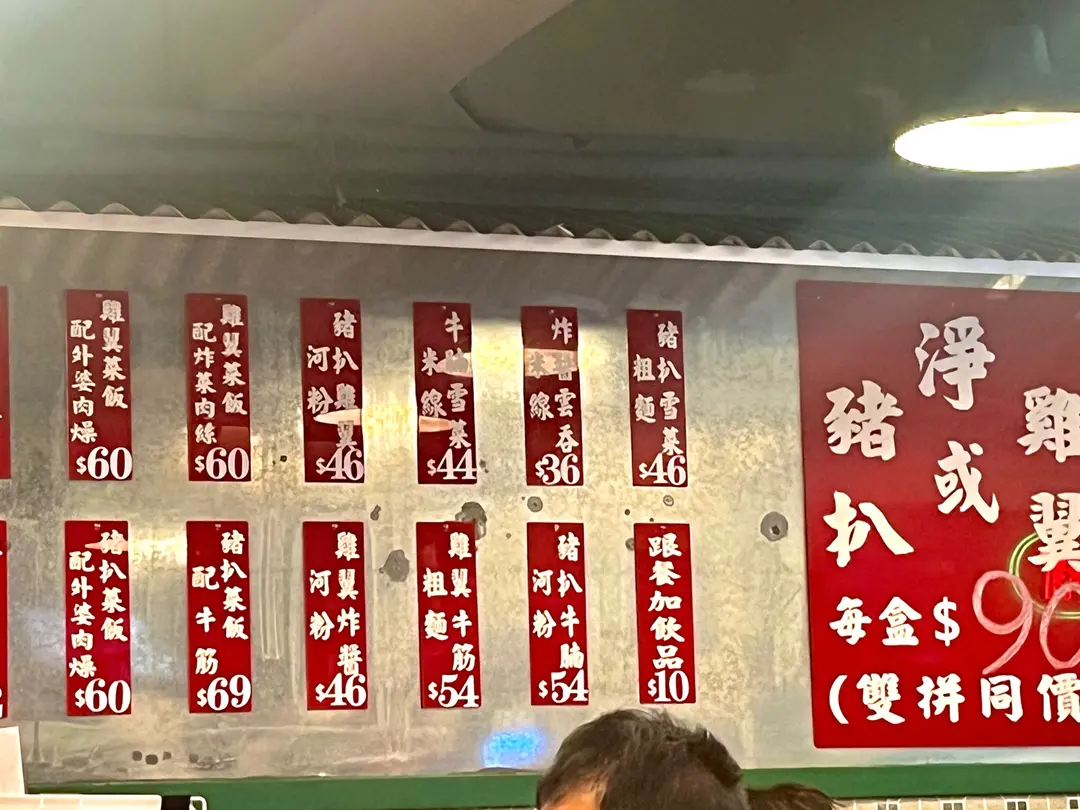 雞翼菜飯
配外婆肉燥
$60
雞翼菜飯
配炸菜肉絲
$60
豬扒雞翼
河粉
$46
牛腩雪菜
米線
$44
炸醬雲吞
米線
$36
豬扒雪菜
粗麵
$46
豬扒菜飯
配外婆肉燥
$60
豬扒菜飯
配牛筋
$69
雞翼炸醬
河粉
$46
雞翼牛筋
粗麵
$54
豬扒牛腩
河粉
$54
跟餐加飲品
$10
淨
豬扒
或
雞翼
每盒$90
(雙拼同價